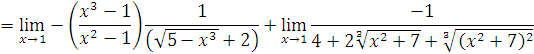 = lim_{x→1} −((x³ − 1)/(x² − 1)) 1/(√(5 − x³) + 2) + lim_{x→1} −1/(4 + 2∛(x² + 7) + ∛((x² + 7)²))